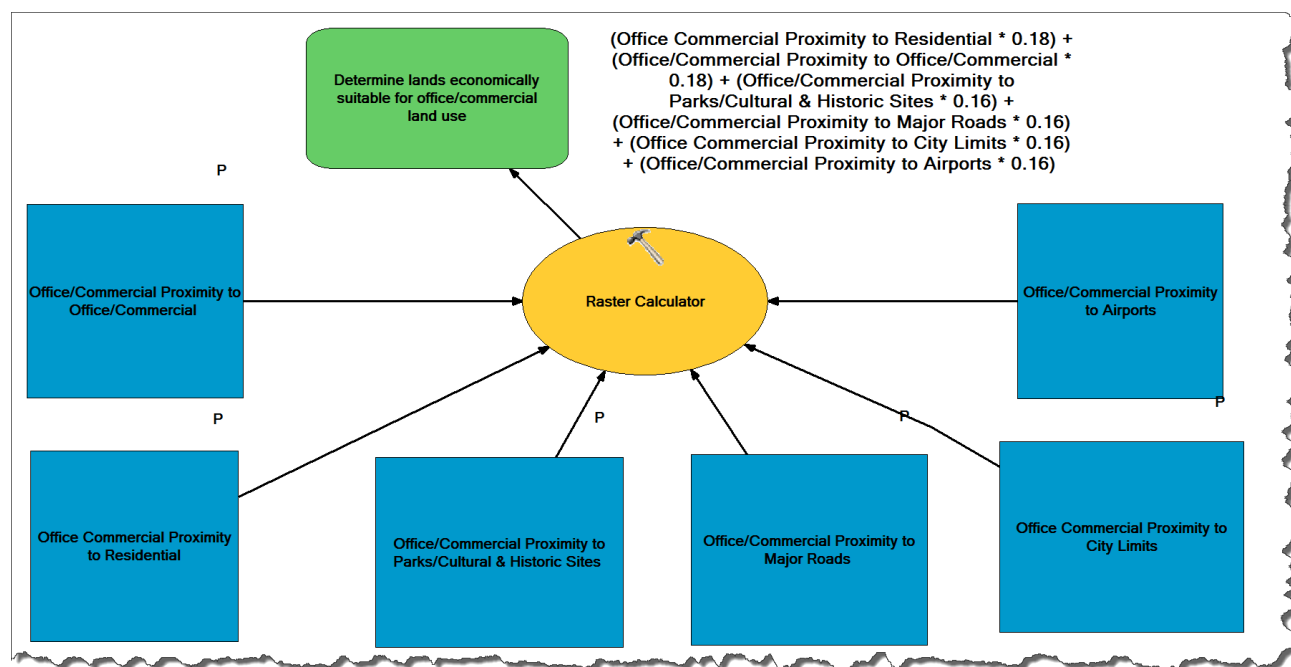 Determine lands economically
suitable for office/commercial
land use
(Office Commercial Proximity to Residential * 0.18) +
(Office/Commercial Proximity to Office/Commercial *
0.18) + (Office/Commercial Proximity to
Parks/Cultural & Historic Sites * 0.16) +
(Office/Commercial Proximity to Major Roads * 0.16)
+ (Office Commercial Proximity to City Limits * 0.16)
+ (Office/Commercial Proximity to Airports * 0.16)
P
Office/Commercial Proximity to
Office/Commercial
Raster Calculator
Office/Commercial Proximity
to Airports
P
P
P
P
Office Commercial Proximity
to Residential
Office/Commercial Proximity to
Parks/Cultural & Historic Sites
Office/Commercial Proximity to
Major Roads
Office Commercial Proximity to
City Limits